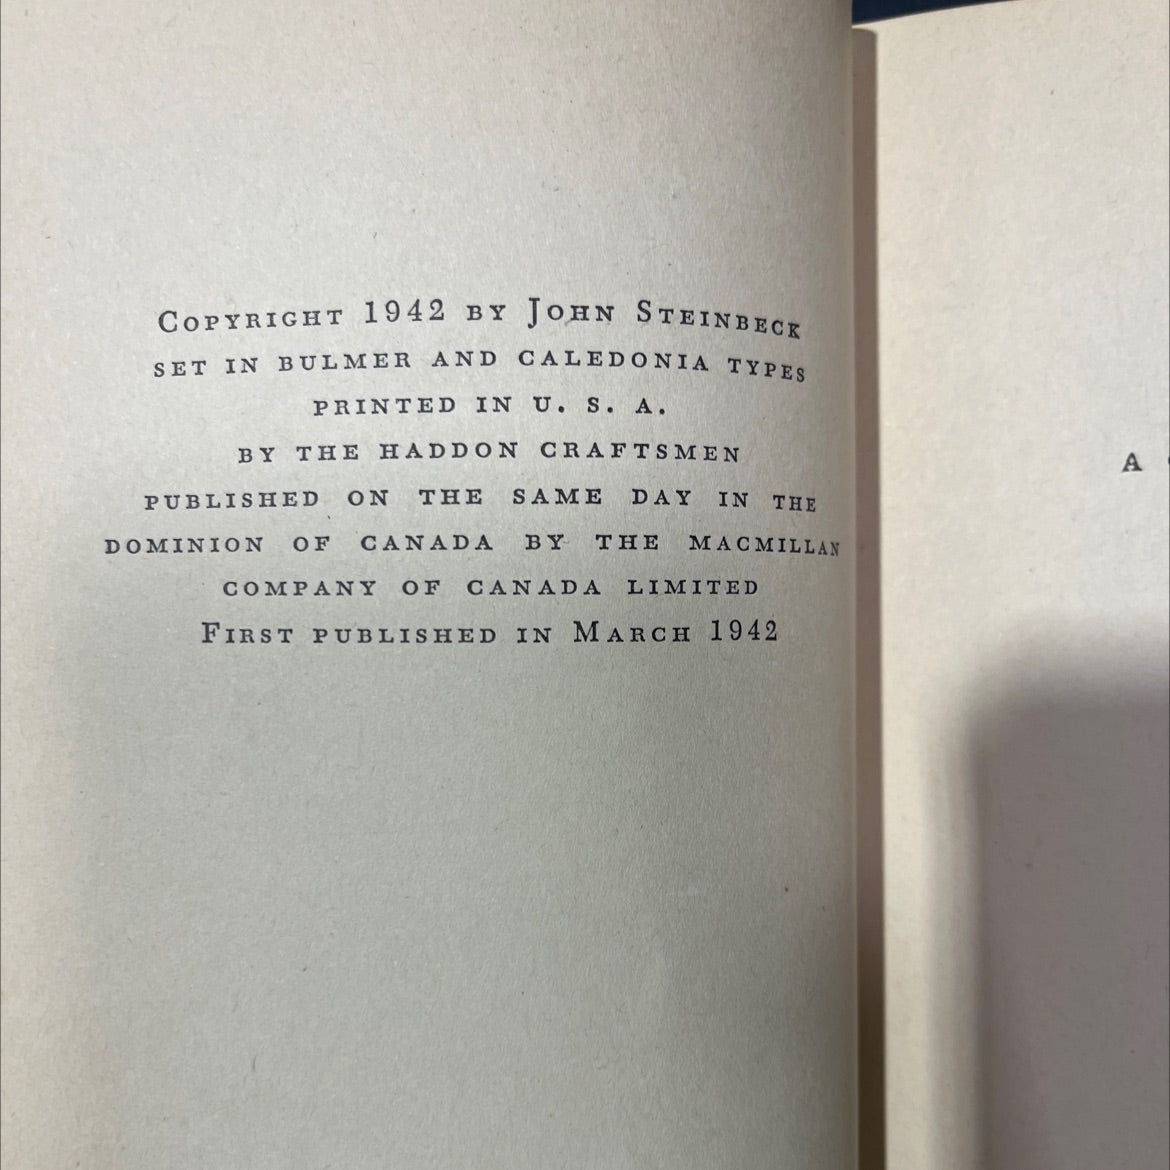 Copyright 1942 by John Steinbeck
set in bulmer and caledonia types
printed in u. s. a.
by the haddon craftsmen
published on the same day in the
dominion of canada by the macmillan
company of canada limited
First published in March 1942
A